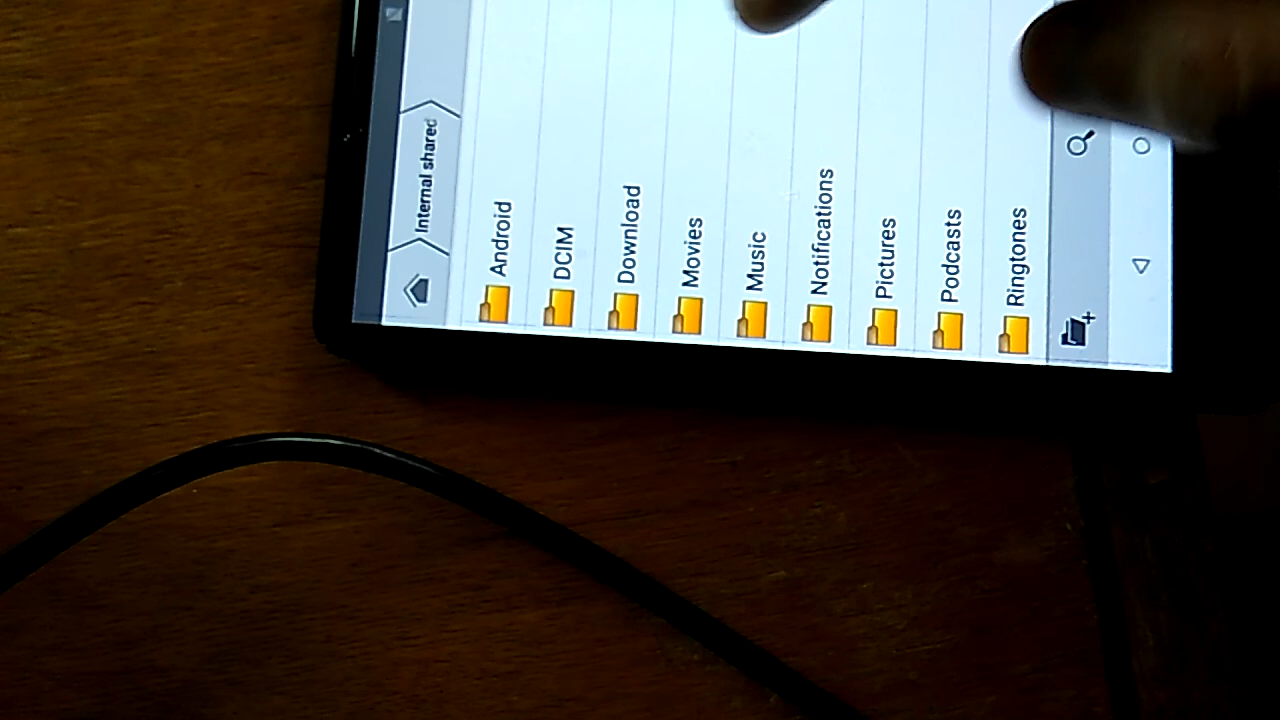 Internal shared
Android
DCIM
Download
Movies
Music
Notifications
Pictures
Podcasts
Ringtones